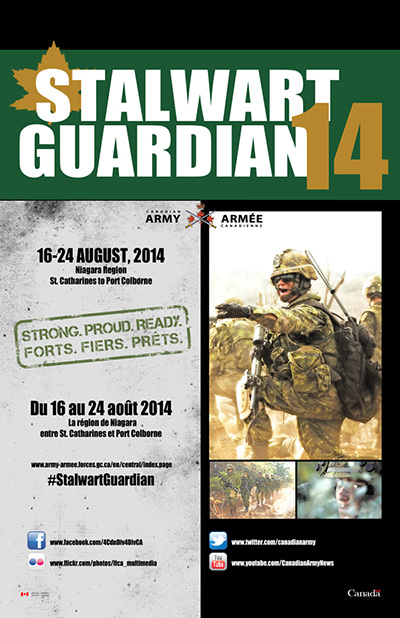 STALWART
GUARDIAN 14
CANADIAN
ARMY
ARMÉE
CANADIENNE
16-24 AUGUST, 2014
Niagara Region
St. Catharines to Port Colborne
STRONG. PROUD. READY.
FORTS. FIERS. PRÊTS.
Du 16 au 24 août 2014
La région de Niagara
entre St. Catharines et Port Colborne
www.army-armee.forces.gc.ca/en/central/index.page
#StalwartGuardian
f www.facebook.com/4CdnDiv4DivCA
www.flickr.com/photos/lfca_multimedia
www.twitter.com/canadianarmy
You Tube www.youtube.com/CanadianArmyNews
Canada